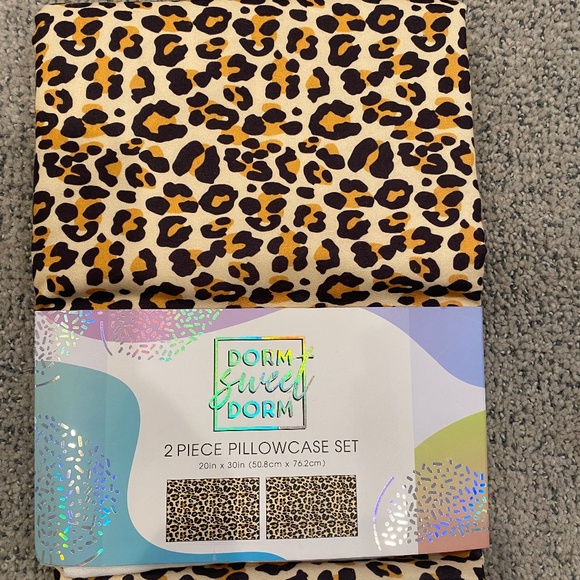 DORM
sweet
DORM
2 PIECE PILLOWCASE SET
20in x 30in (50.8cm x 76.2cm)